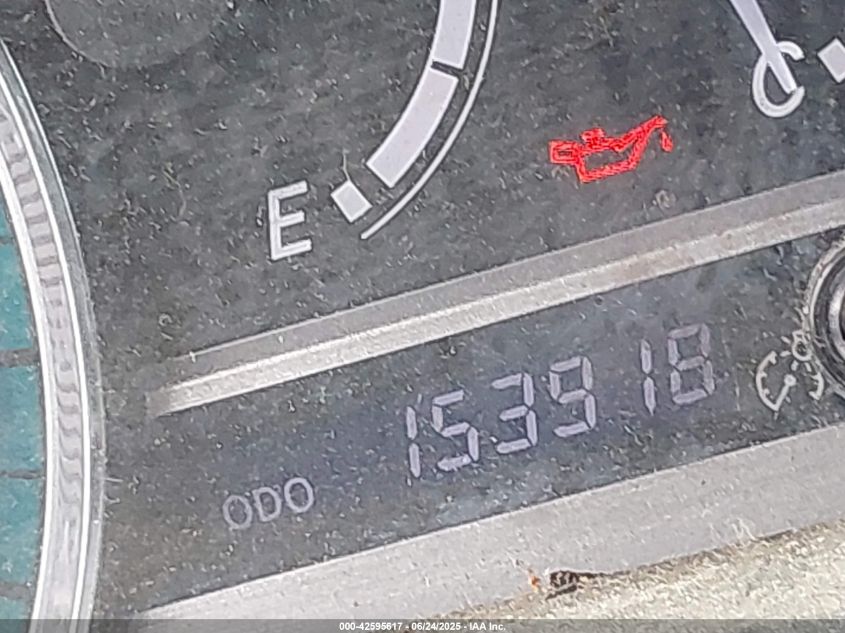 E
C
ODO 153918
000-42595617 - 06/24/2025 - IAA Inc.